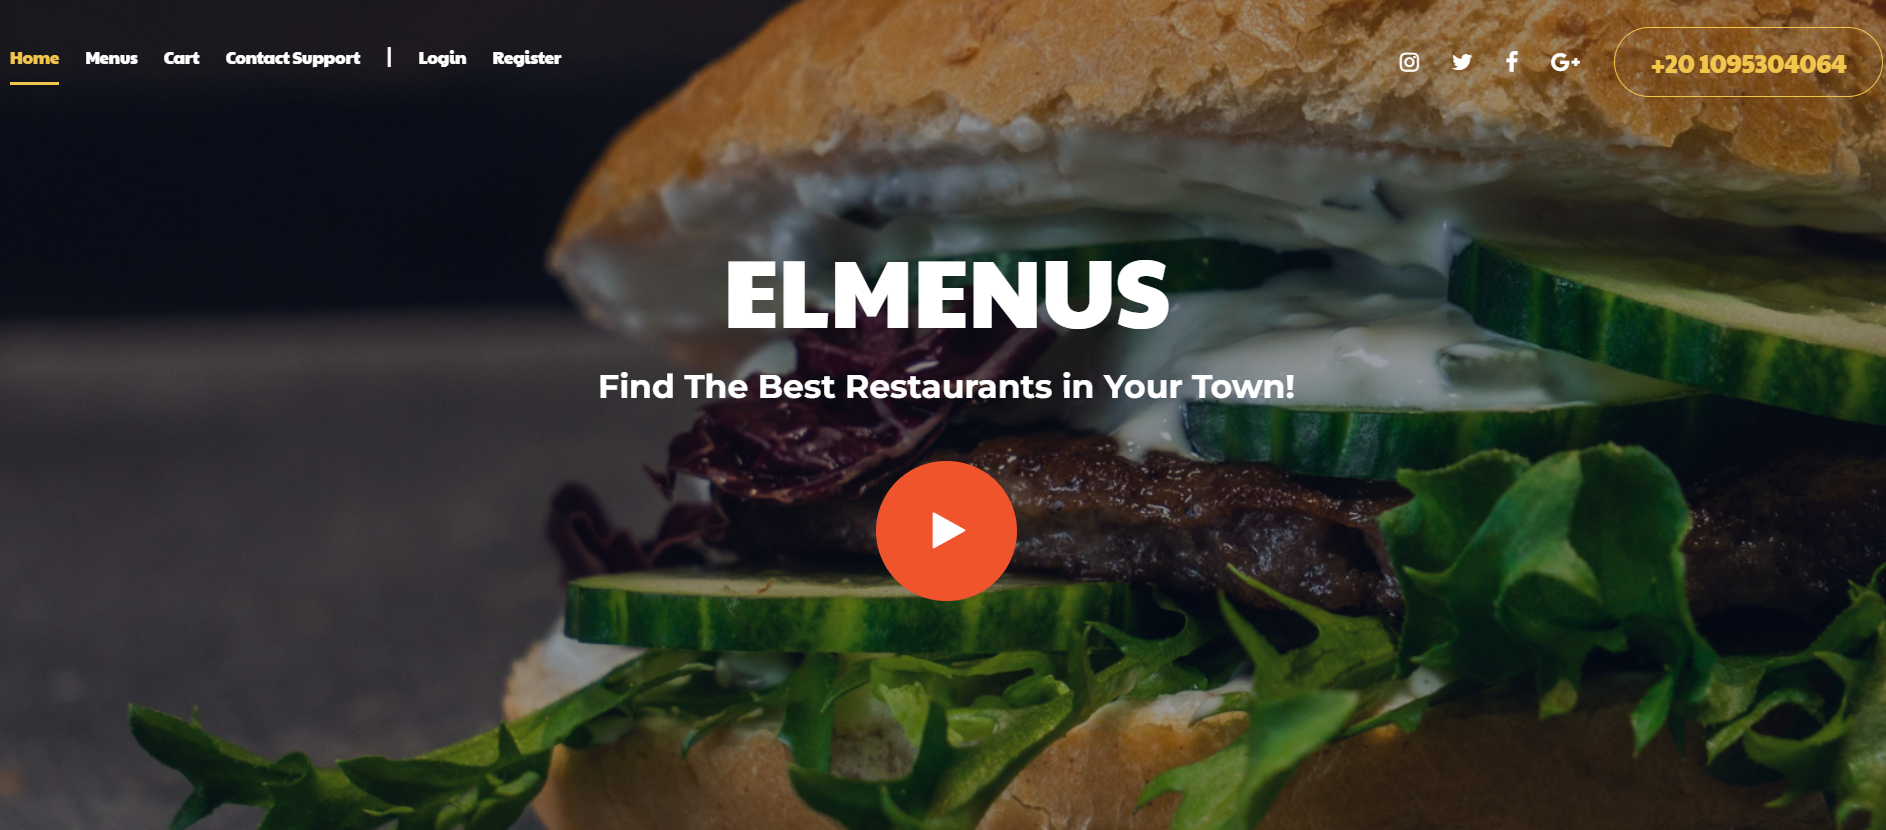 Home Menus Cart Contact Support | Login Register +20 1095304064
ELMENUS
Find The Best Restaurants in Your Town!